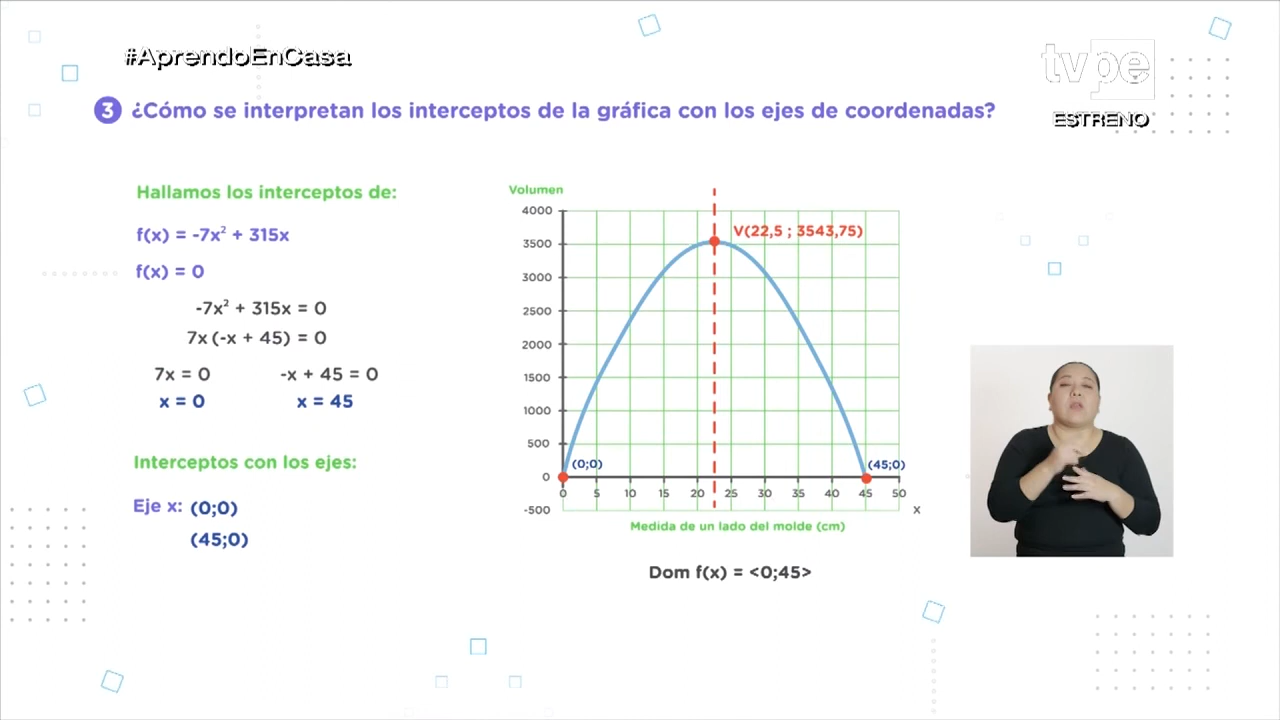 #AprendoEnCasa
tvpe
ESTRENO
3 ¿Cómo se interpretan los interceptos de la gráfica con los ejes de coordenadas?
Hallamos los interceptos de:
f(x) = -7x² + 315x
f(x) = 0
-7x² + 315x = 0
7x (-x + 45) = 0
7x = 0 -x + 45 = 0
x = 0 x = 45
Interceptos con los ejes:
Eje x: (0;0)
(45;0)
Volumen
4000
3500
3000
2500
2000
1500
1000
500
0
-500
V(22,5 ; 3543,75)
(0;0)
(45;0)
0 5 10 15 20 25 30 35 40 45 50
x
Medida de un lado del molde (cm)
Dom f(x) = <0;45>